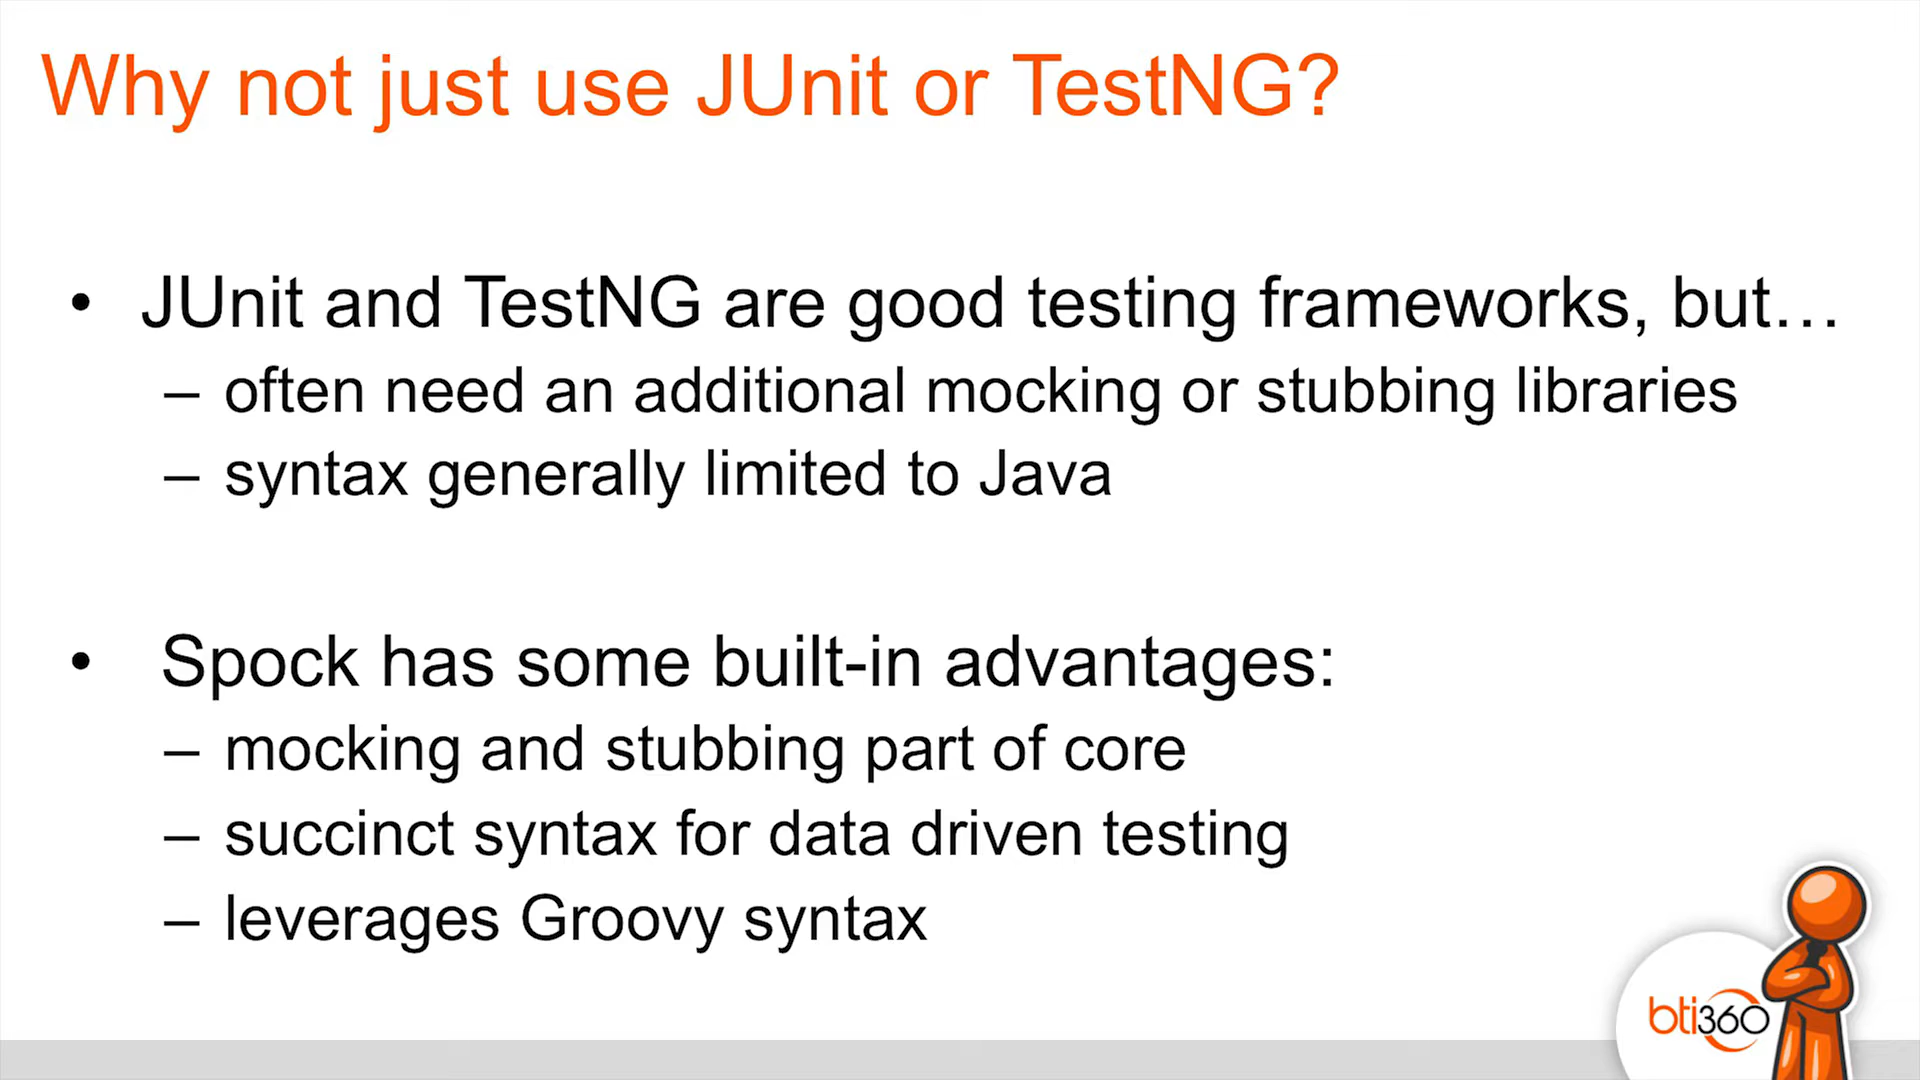 Why not just use JUnit or TestNG?
• JUnit and TestNG are good testing frameworks, but…
– often need an additional mocking or stubbing libraries
– syntax generally limited to Java
• Spock has some built-in advantages:
– mocking and stubbing part of core
– succinct syntax for data driven testing
– leverages Groovy syntax
bti360